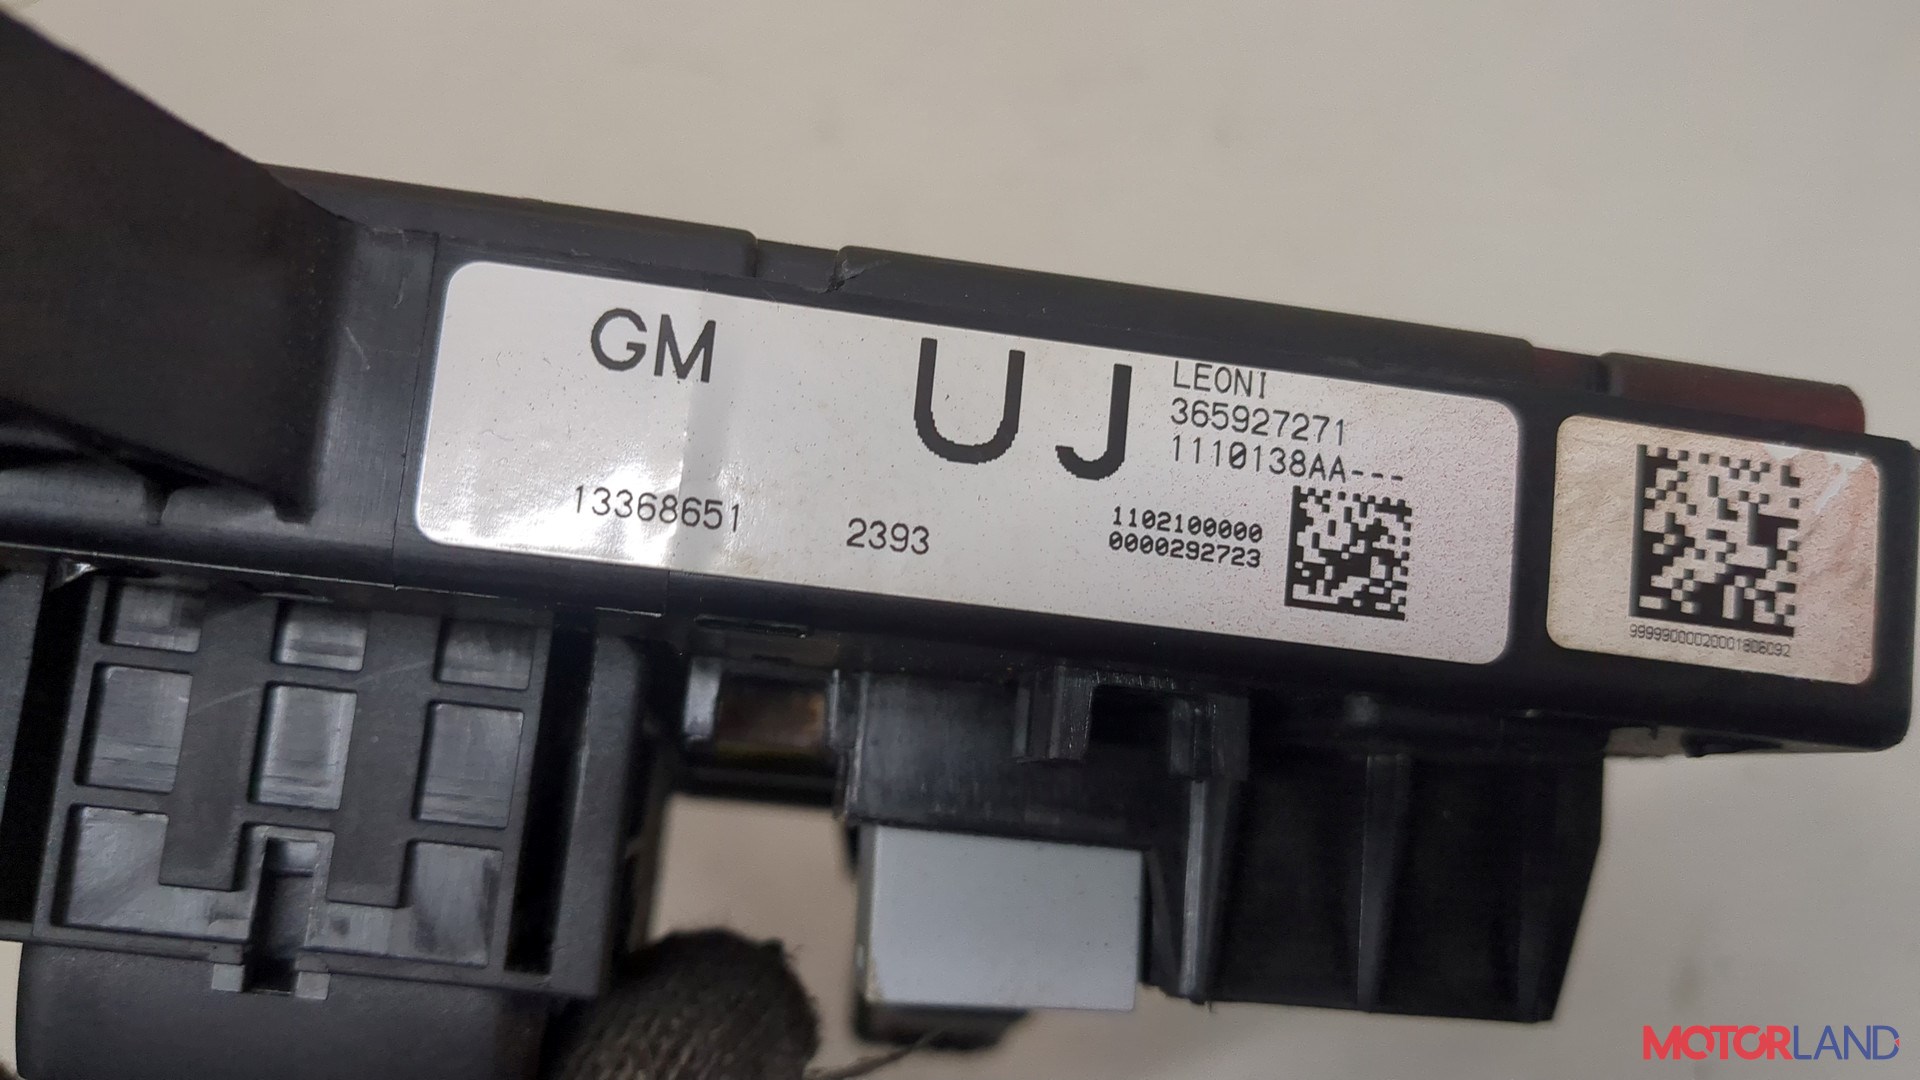 GM
UJ
LEONI
365927271
1110138AA---
13368651
2393
1102100000
0000292723
99999000020001806092
MOTORLAND